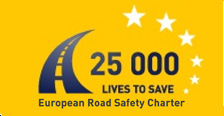 25 000
LIVES TO SAVE
European Road Safety Charter